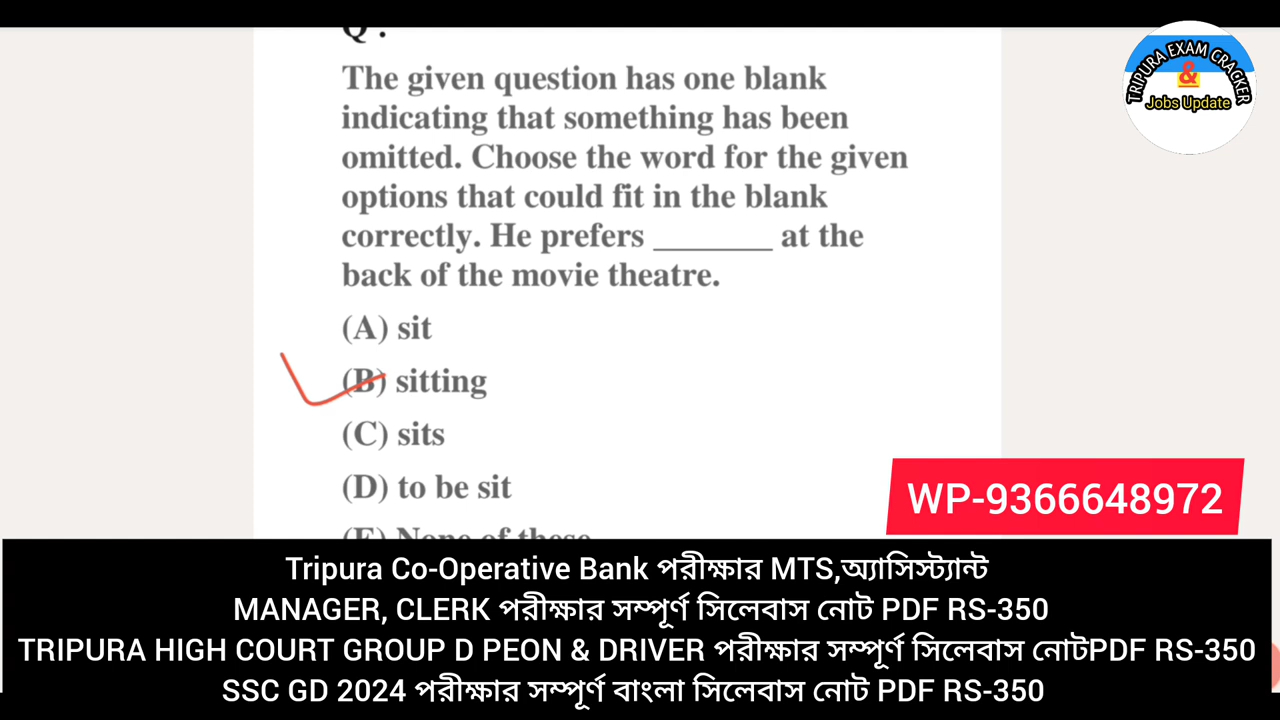 Q :
The given question has one blank
indicating that something has been
omitted. Choose the word for the given
options that could fit in the blank
correctly. He prefers _______ at the
back of the movie theatre.
(A) sit
(B) sitting
(C) sits
(D) to be sit
(E) None of these
TRIPURA EXAM CRACKER
&
Jobs Update
WP-9366648972
Tripura Co-Operative Bank পরীক্ষার MTS,অ্যাসিস্ট্যান্ট
MANAGER, CLERK পরীক্ষার সম্পূর্ণ সিলেবাস নোট PDF RS-350
TRIPURA HIGH COURT GROUP D PEON & DRIVER পরীক্ষার সম্পূর্ণ সিলেবাস নোটPDF RS-350
SSC GD 2024 পরীক্ষার সম্পূর্ণ বাংলা সিলেবাস নোট PDF RS-350